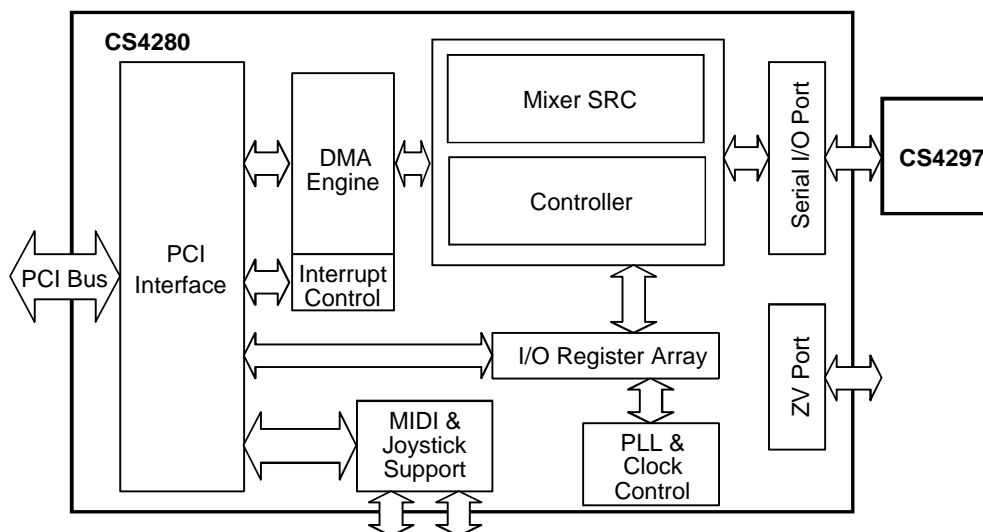 CS4280
PCI Bus
PCI
Interface
DMA
Engine
Interrupt
Control
Mixer SRC
Controller
Serial I/O Port
CS4297
I/O Register Array
ZV Port
MIDI &
Joystick
Support
PLL &
Clock
Control